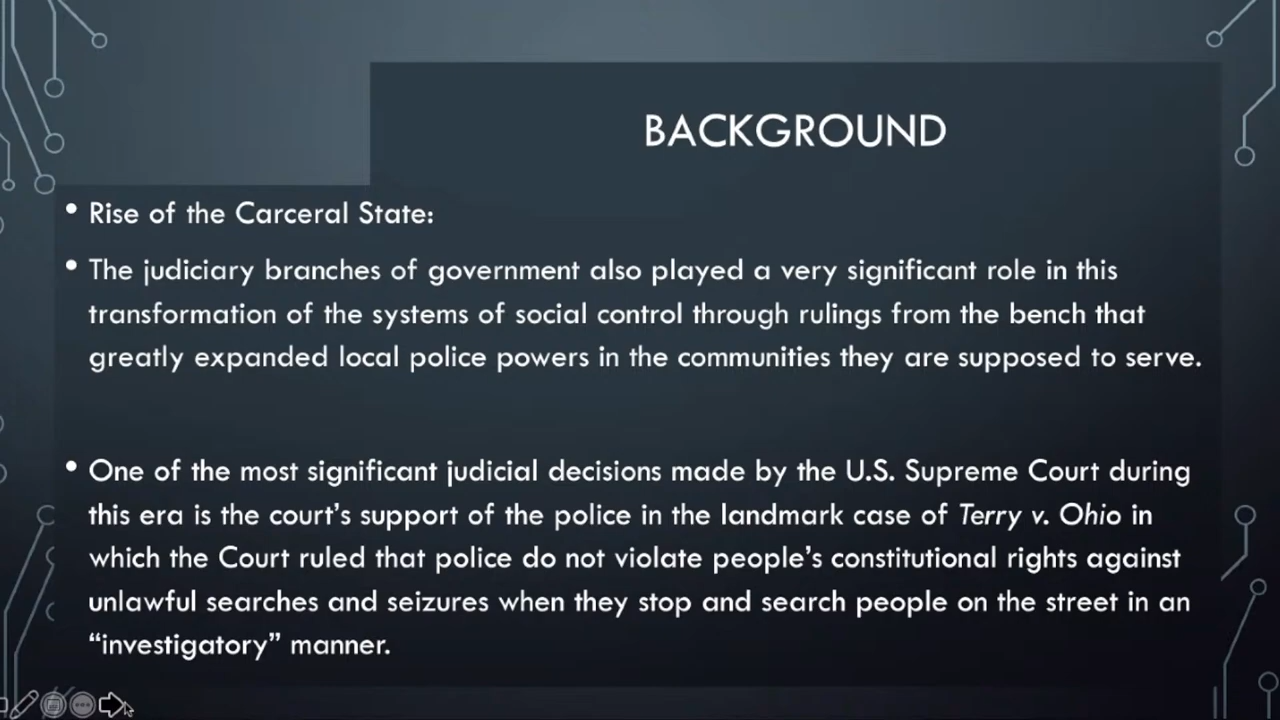 BACKGROUND
• Rise of the Carceral State:
• The judiciary branches of government also played a very significant role in this
transformation of the systems of social control through rulings from the bench that
greatly expanded local police powers in the communities they are supposed to serve.
• One of the most significant judicial decisions made by the U.S. Supreme Court during
this era is the court’s support of the police in the landmark case of Terry v. Ohio in
which the Court ruled that police do not violate people’s constitutional rights against
unlawful searches and seizures when they stop and search people on the street in an
“investigatory” manner.